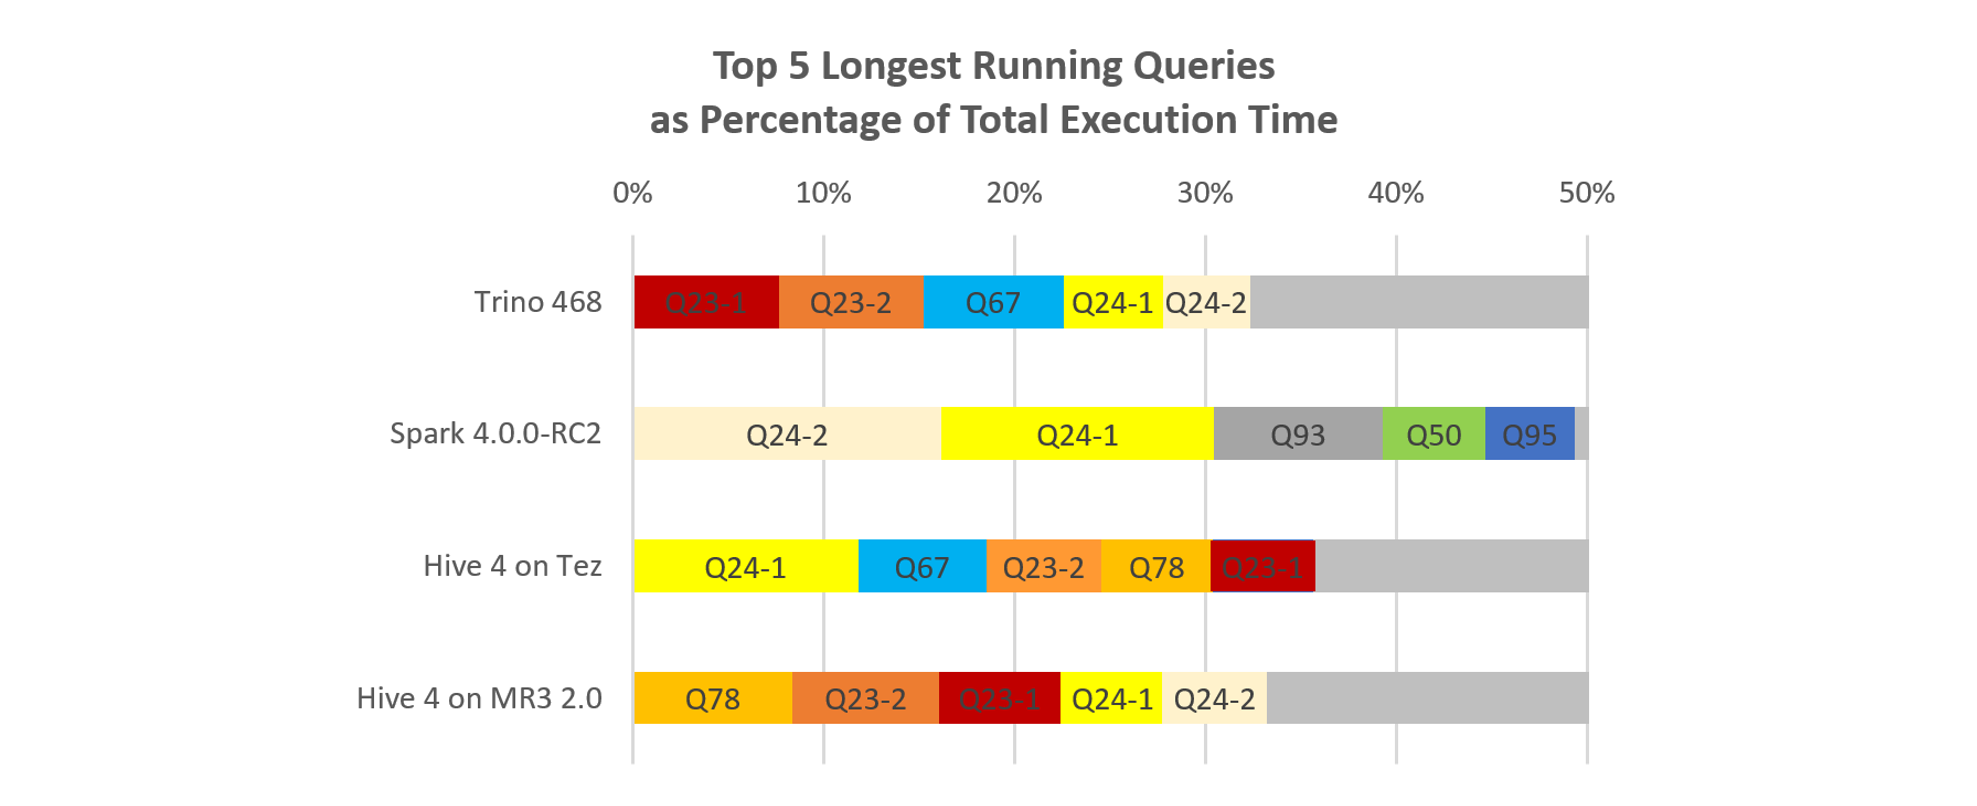 Top 5 Longest Running Queries
as Percentage of Total Execution Time
0% 10% 20% 30% 40% 50%
Trino 468 Q23-1 Q23-2 Q67 Q24-1 Q24-2
Spark 4.0.0-RC2 Q24-2 Q24-1 Q93 Q50 Q95
Hive 4 on Tez Q24-1 Q67 Q23-2 Q78 Q23-1
Hive 4 on MR3 2.0 Q78 Q23-2 Q23-1 Q24-1 Q24-2